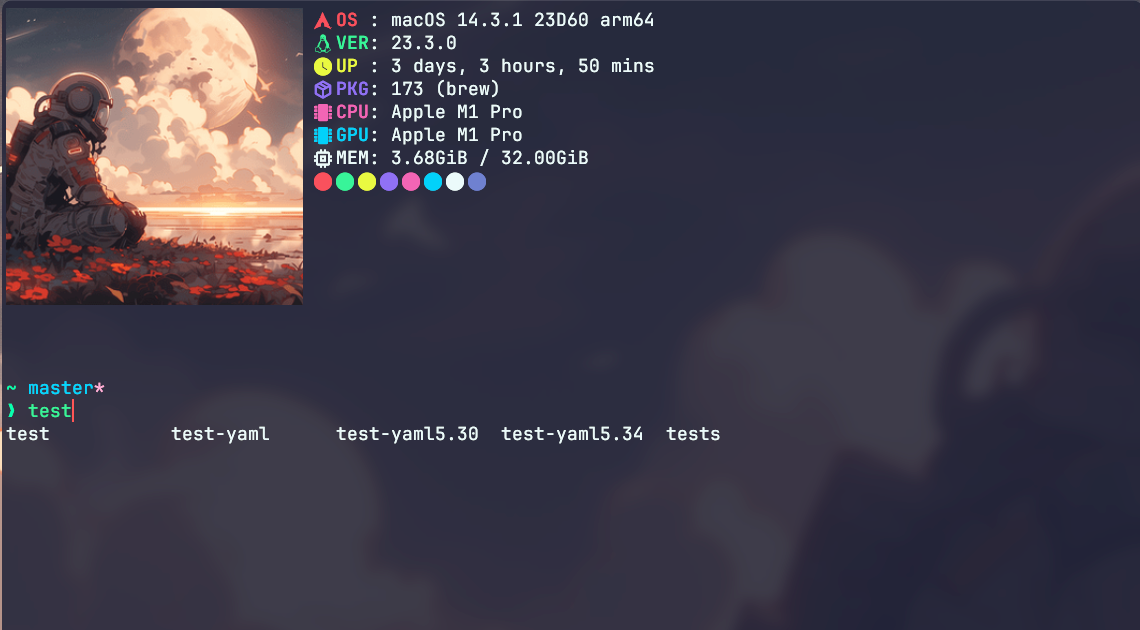 OS : macOS 14.3.1 23D60 arm64
VER: 23.3.0
UP : 3 days, 3 hours, 50 mins
PKG: 173 (brew)
CPU: Apple M1 Pro
GPU: Apple M1 Pro
MEM: 3.68GiB / 32.00GiB
~ master*
❯ test
test test-yaml test-yaml5.30 test-yaml5.34 tests